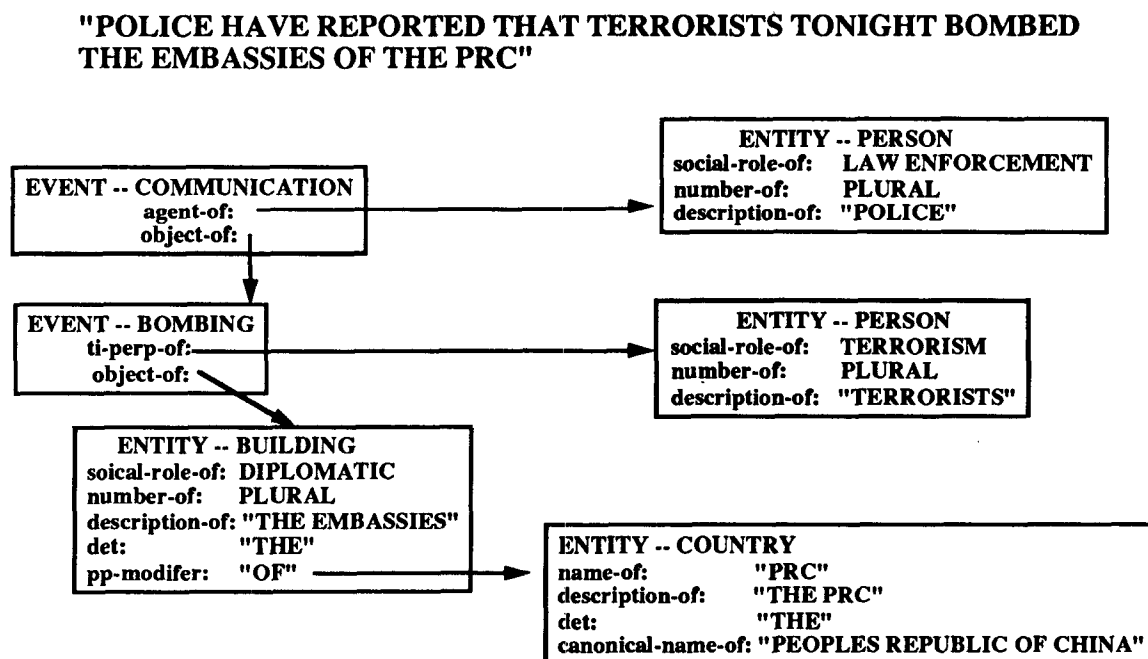 "POLICE HAVE REPORTED THAT TERRORISTS TONIGHT BOMBED
THE EMBASSIES OF THE PRC"
EVENT -- COMMUNICATION
agent-of:
object-of:
ENTITY -- PERSON
social-role-of: LAW ENFORCEMENT
number-of: PLURAL
description-of: "POLICE"
EVENT -- BOMBING
ti-perp-of:
object-of:
ENTITY -- PERSON
social-role-of: TERRORISM
number-of: PLURAL
description-of: "TERRORISTS"
ENTITY -- BUILDING
soical-role-of: DIPLOMATIC
number-of: PLURAL
description-of: "THE EMBASSIES"
det: "THE"
pp-modifer: "OF"
ENTITY -- COUNTRY
name-of: "PRC"
description-of: "THE PRC"
det: "THE"
canonical-name-of: "PEOPLES REPUBLIC OF CHINA"